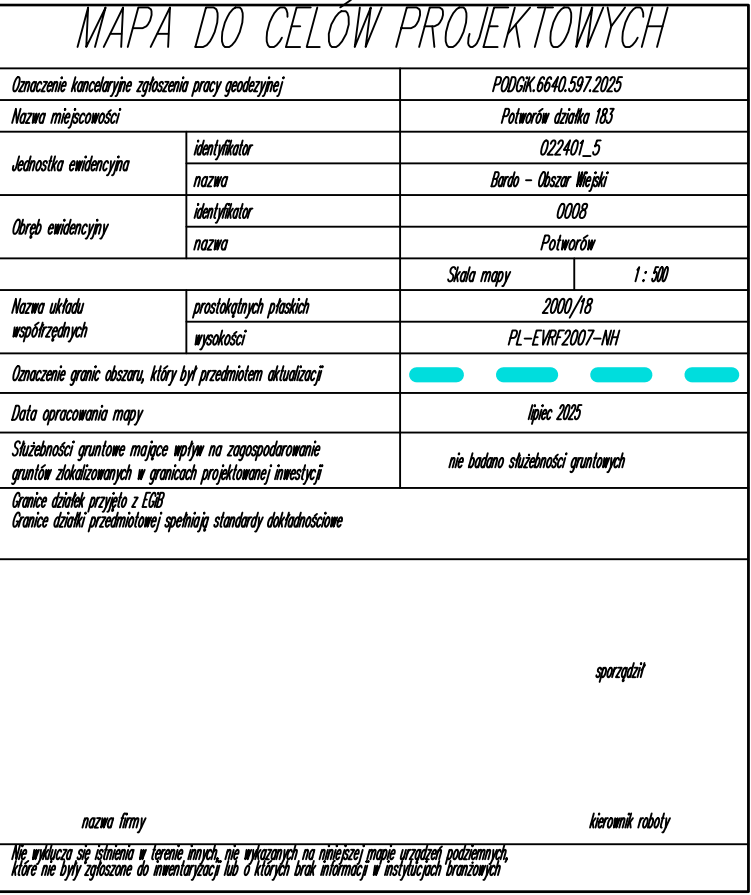 MAPA DO CELÓW PROJEKTOWYCH
Oznaczenie kancelaryjne zgłoszenia pracy geodezyjnej PODGiK.6640.597.2025
Nazwa miejscowości Potworów działka 183
Jednostka ewidencyjna identyfikator 022401_5
nazwa Bardo - Obszar Wiejski
Obręb ewidencyjny identyfikator 0008
nazwa Potworów
Skala mapy 1 : 500
Nazwa układu
współrzędnych
prostokątnych płaskich 2000/18
wysokości PL-EVRF2007-NH
Oznaczenie granic obszaru, który był przedmiotem aktualizacji
Data opracowania mapy lipiec 2025
Służebności gruntowe mające wpływ na zagospodarowanie
gruntów zlokalizowanych w granicach projektowanej inwestycji
nie badano służebności gruntowych
Granice działek przyjęto z EGiB
Granice działki przedmiotowej spełniają standardy dokładnościowe
sporządził
nazwa firmy kierownik roboty
Nie wyklucza się istnienia w terenie innych, nie wykazanych na niniejszej mapie urządzeń podziemnych,
które nie były zgłoszone do inwentaryzacji lub o których brak informacji w instytucjach branżowych